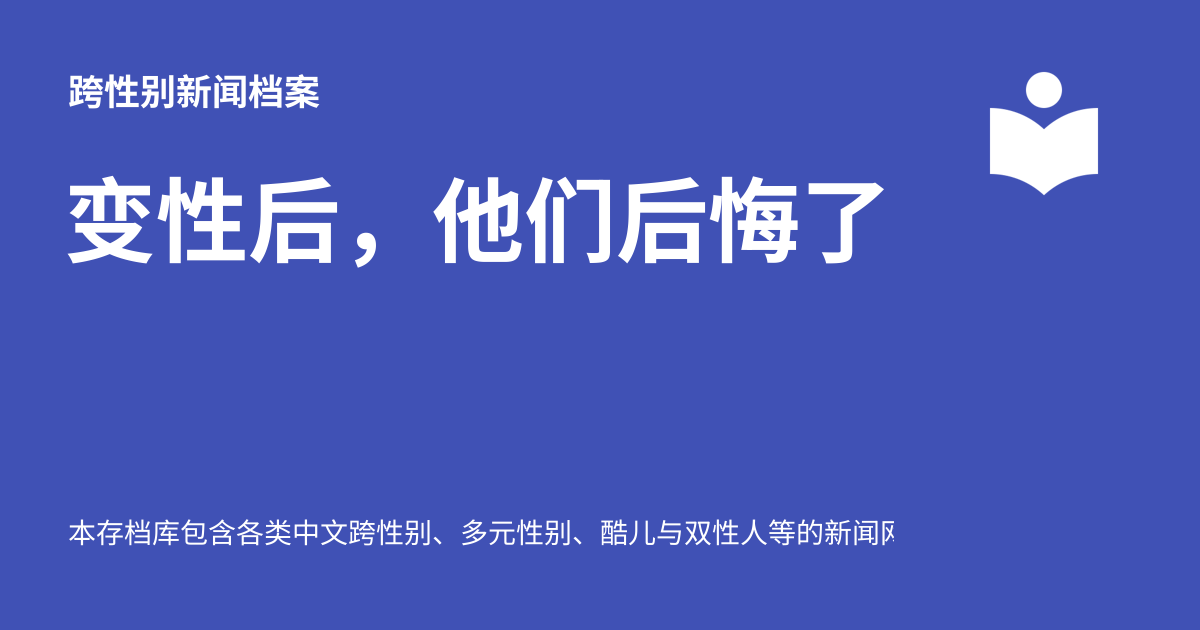 跨性别新闻档案
变性后，他们后悔了
本存档库包含各类中文跨性别、多元性别、酷儿与双性人等的新闻